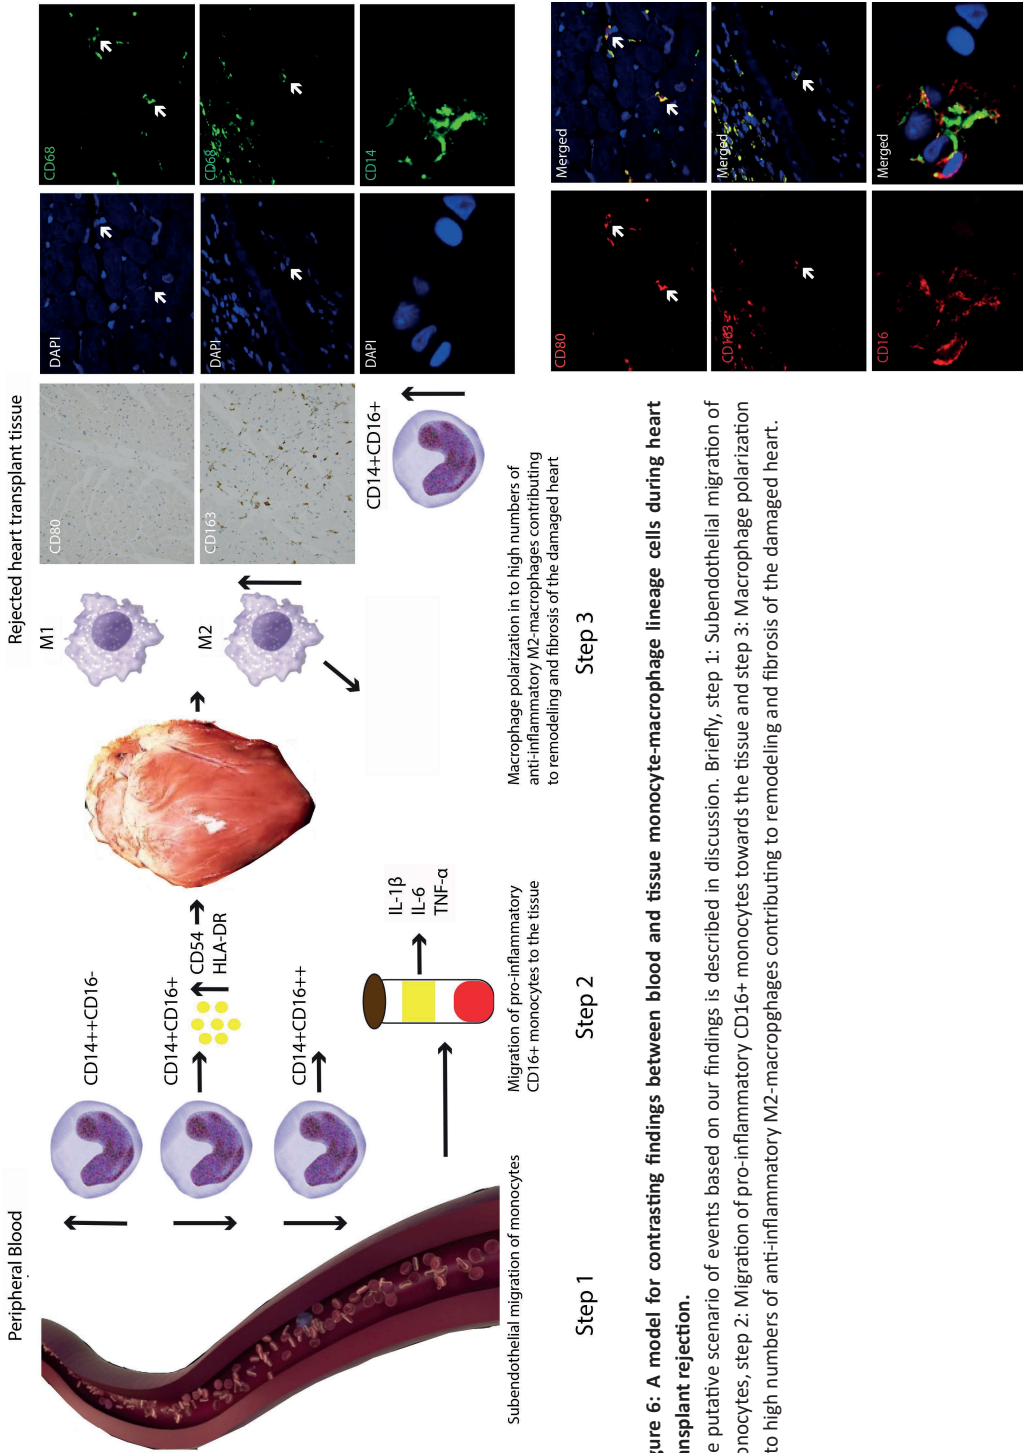 Peripheral Blood
Rejected heart transplant tissue
CD14++CD16-
CD14+CD16+
CD14+CD16++
CD54
HLA-DR
IL-1β
IL-6
TNF-α
M1
M2
CD80
CD163
CD14+CD16+
DAPI
DAPI
DAPI
CD68
CD68
CD14
CD80
CD163
CD16
Merged
Merged
Merged
Subendothelial migration of monocytes
Migration of pro-inflammatory
CD16+ monocytes to the tissue
Macrophage polarization in to high numbers of
anti-inflammatory M2-macrophages contributing
to remodeling and fibrosis of the damaged heart
Step 1
Step 2
Step 3
gure 6: A model for contrasting findings between blood and tissue monocyte-macrophage lineage cells during heart
ansplant rejection.
e putative scenario of events based on our findings is described in discussion. Briefly, step 1: Subendothelial migration of
onocytes, step 2: Migration of pro-inflammatory CD16+ monocytes towards the tissue and step 3: Macrophage polarization
to high numbers of anti-inflammatory M2-macropghages contributing to remodeling and fibrosis of the damaged heart.